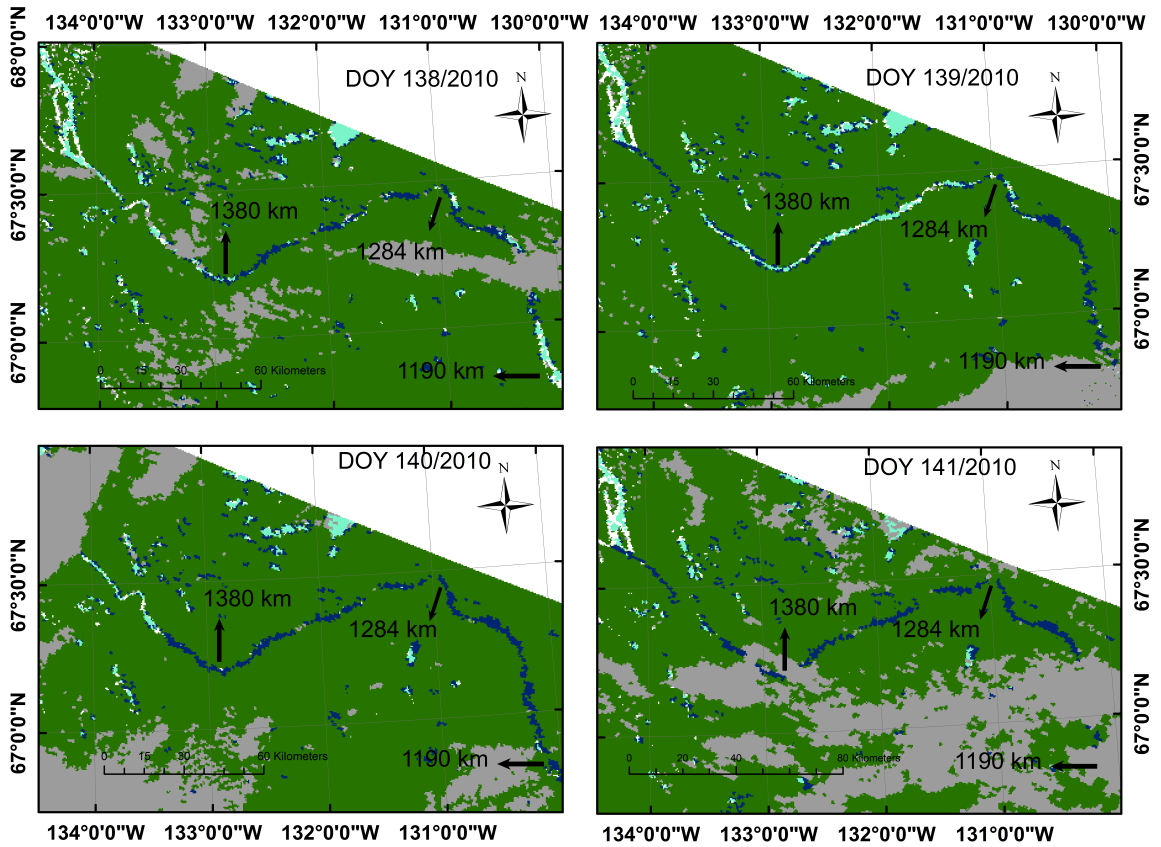 134°0'0"W 133°0'0"W 132°0'0"W 131°0'0"W 130°0'0"W
134°0'0"W 133°0'0"W 132°0'0"W 131°0'0"W 130°0'0"W
68°0'0"N
67°30'0"N
67°0'0"N
DOY 138/2010
N
1380 km
1284 km
1190 km
0 15 30 60 Kilometers
DOY 139/2010
N
1380 km
1284 km
1190 km
0 15 30 60 Kilometers
67°30'0"N
67°0'0"N
67°30'0"N
67°0'0"N
DOY 140/2010
N
1380 km
1284 km
1190 km
0 15 30 60 Kilometers
DOY 141/2010
N
1380 km
1284 km
1190 km
0 20 40 80 Kilometers
67°30'0"N
67°0'0"N
134°0'0"W 133°0'0"W 132°0'0"W 131°0'0"W
134°0'0"W 133°0'0"W 132°0'0"W 131°0'0"W